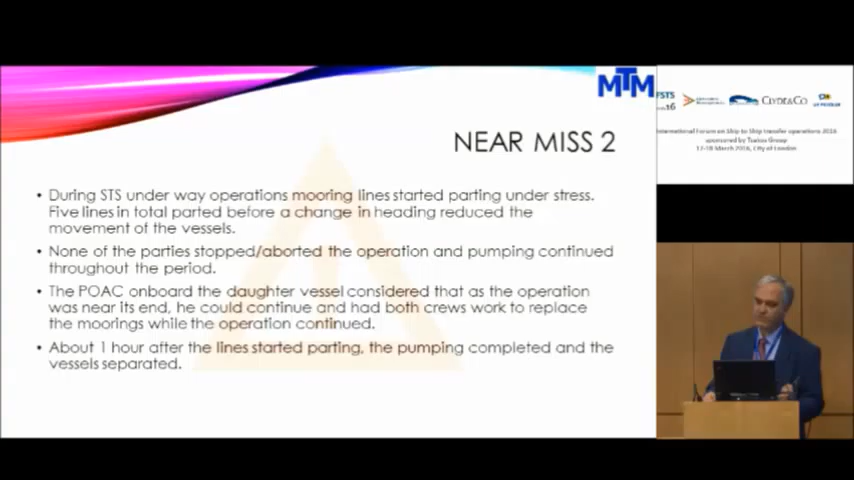 MTM
NEAR MISS 2
• During STS under way operations mooring lines started parting under stress.
Five lines in total parted before a change in heading reduced the
movement of the vessels.
• None of the parties stopped/aborted the operation and pumping continued
throughout the period.
• The POAC onboard the daughter vessel considered that as the operation
was near its end, he could continue and had both crews work to replace
the moorings while the operation continued.
• About 1 hour after the lines started parting, the pumping completed and the
vessels separated.
CLYDE&CO
International Forum on Ship to Ship transfer operations 2016
sponsored by
Group
17-18 March 2016, City of London